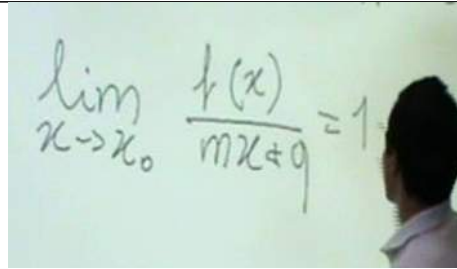 lim f(x)
x->x₀ mx+q = 1